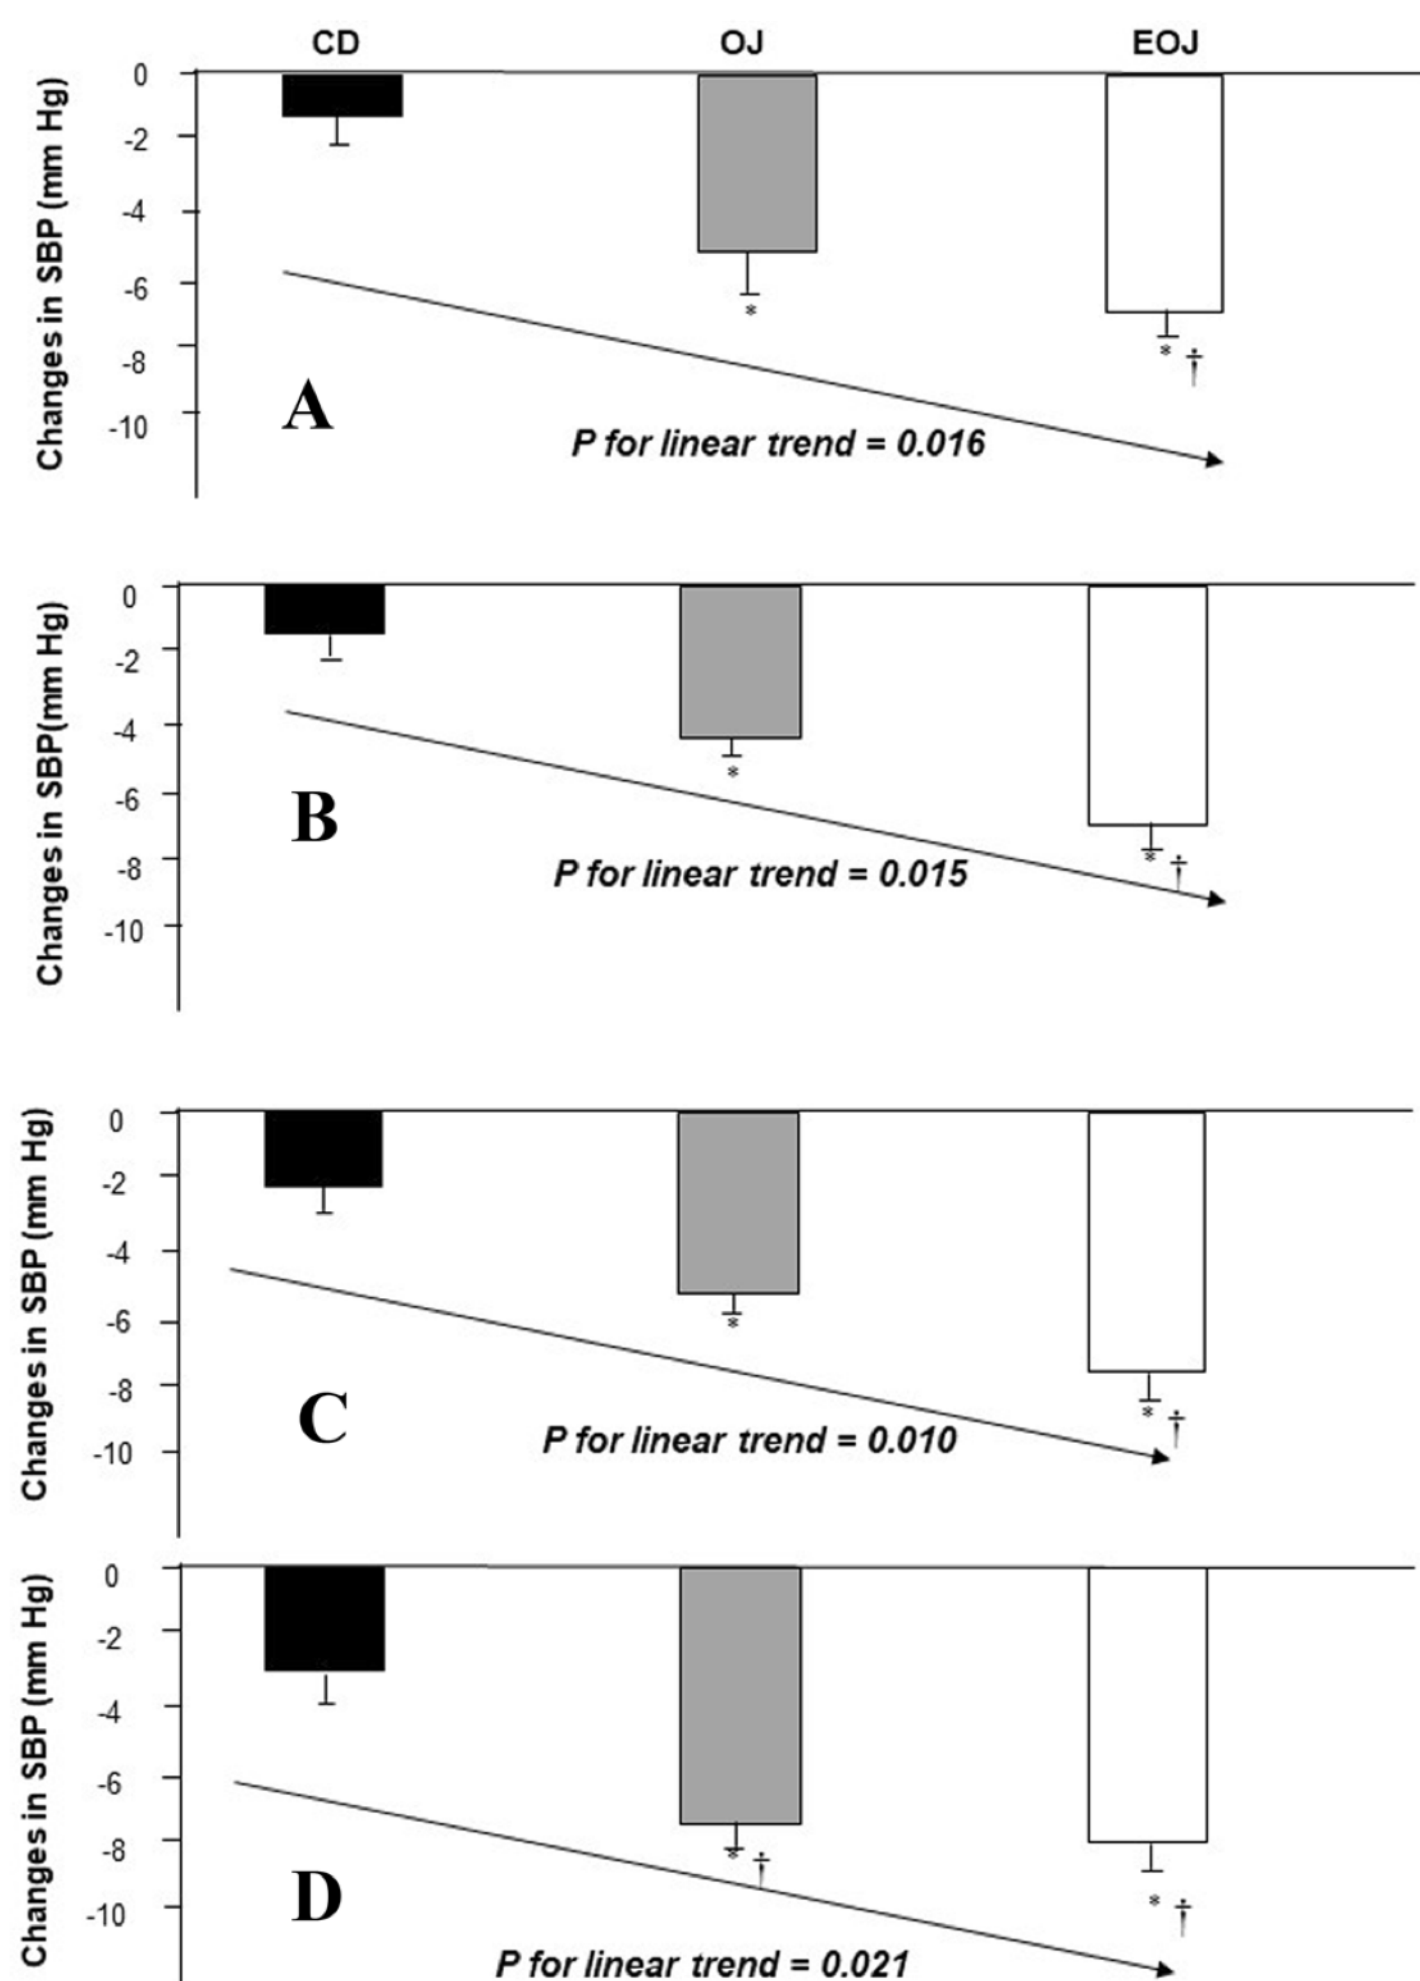 CD OJ EOJ
Changes in SBP (mm Hg)
0
-2
-4
-6
-8
-10
*
* †
A
P for linear trend = 0.016
Changes in SBP(mm Hg)
0
-2
-4
-6
-8
-10
*
* †
B
P for linear trend = 0.015
Changes in SBP (mm Hg)
0
-2
-4
-6
-8
-10
*
* †
C
P for linear trend = 0.010
Changes in SBP (mm Hg)
0
-2
-4
-6
-8
-10
* †
* †
D
P for linear trend = 0.021